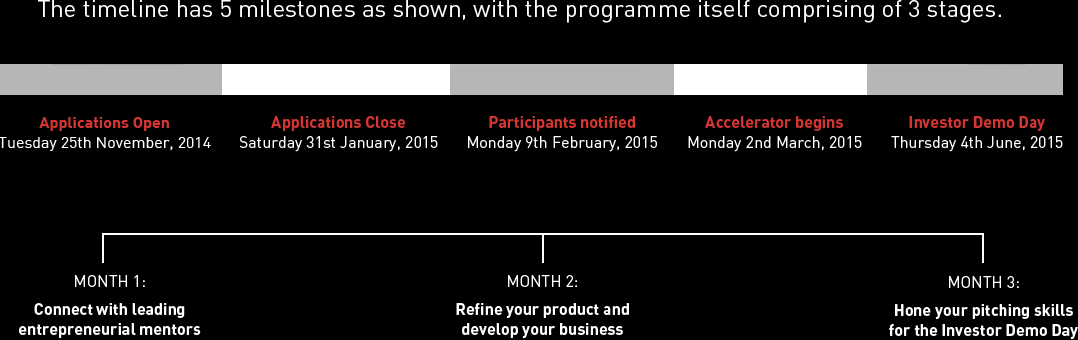 The timeline has 5 milestones as shown, with the programme itself comprising of 3 stages.
Applications Open
Tuesday 25th November, 2014
Applications Close
Saturday 31st January, 2015
Participants notified
Monday 9th February, 2015
Accelerator begins
Monday 2nd March, 2015
Investor Demo Day
Thursday 4th June, 2015
MONTH 1:
Connect with leading
entrepreneurial mentors
MONTH 2:
Refine your product and
develop your business
MONTH 3:
Hone your pitching skills
for the Investor Demo Day